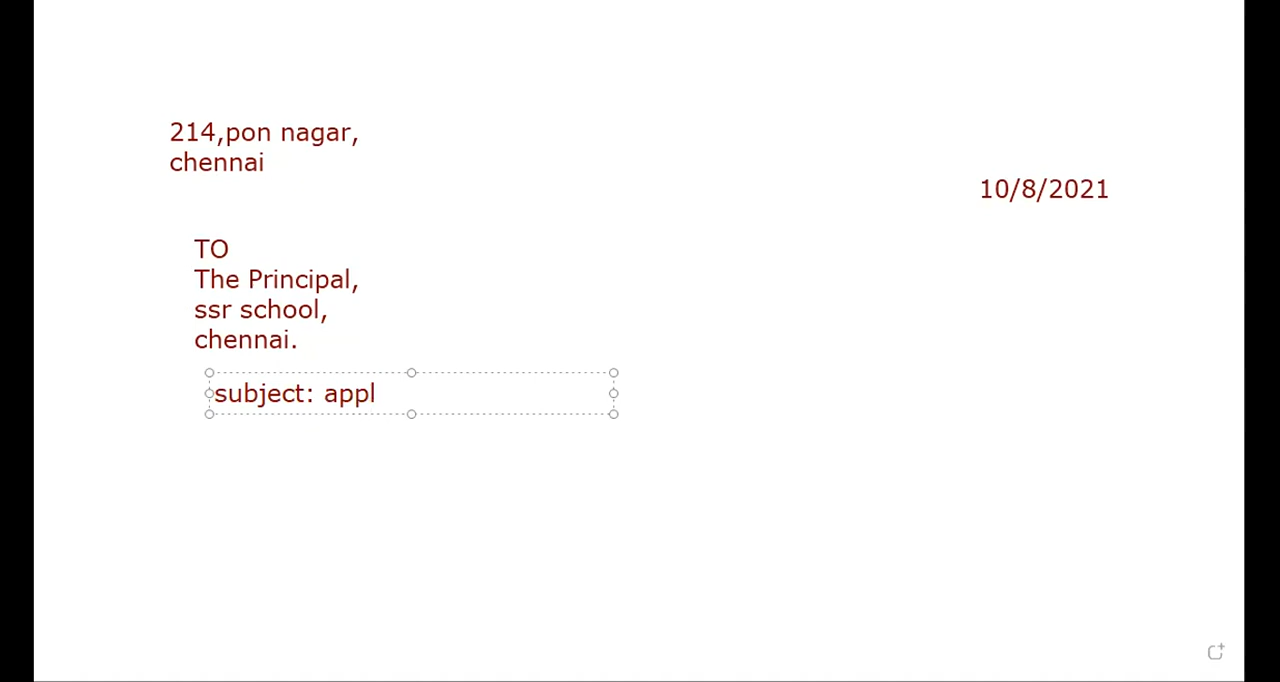 214,pon nagar,
chennai
10/8/2021
TO
The Principal,
ssr school,
chennai.
subject: appl